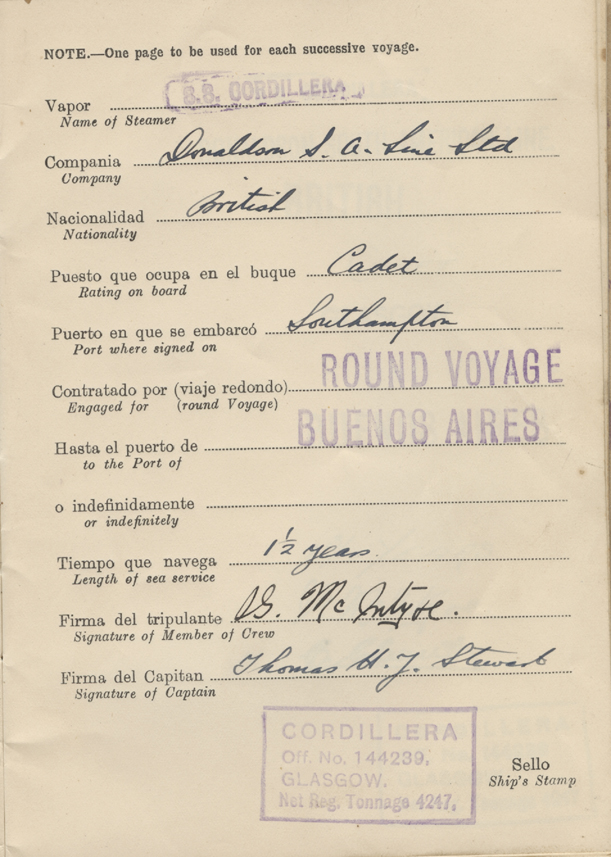 NOTE.—One page to be used for each successive voyage.
S.S. CORDILLERA
Vapor
Name of Steamer
Compania Donaldson S. A. Line Ltd
Company
Nacionalidad British
Nationality
Puesto que ocupa en el buque Cadet
Rating on board
Puerto en que se embarcó Southampton
Port where signed on
ROUND VOYAGE
Contratado por (viaje redondo)
Engaged for (round Voyage)
BUENOS AIRES
Hasta el puerto de
to the Port of
o indefinidamente
or indefinitely
Tiempo que navega 1½ years.
Length of sea service
Firma del tripulante McIntyre.
Signature of Member of Crew
Firma del Capitan Thomas H. J. Stewart
Signature of Captain
CORDILLERA
Off. No. 144239,
GLASGOW.
Net Reg. Tonnage 4247,
Sello
Ship's Stamp